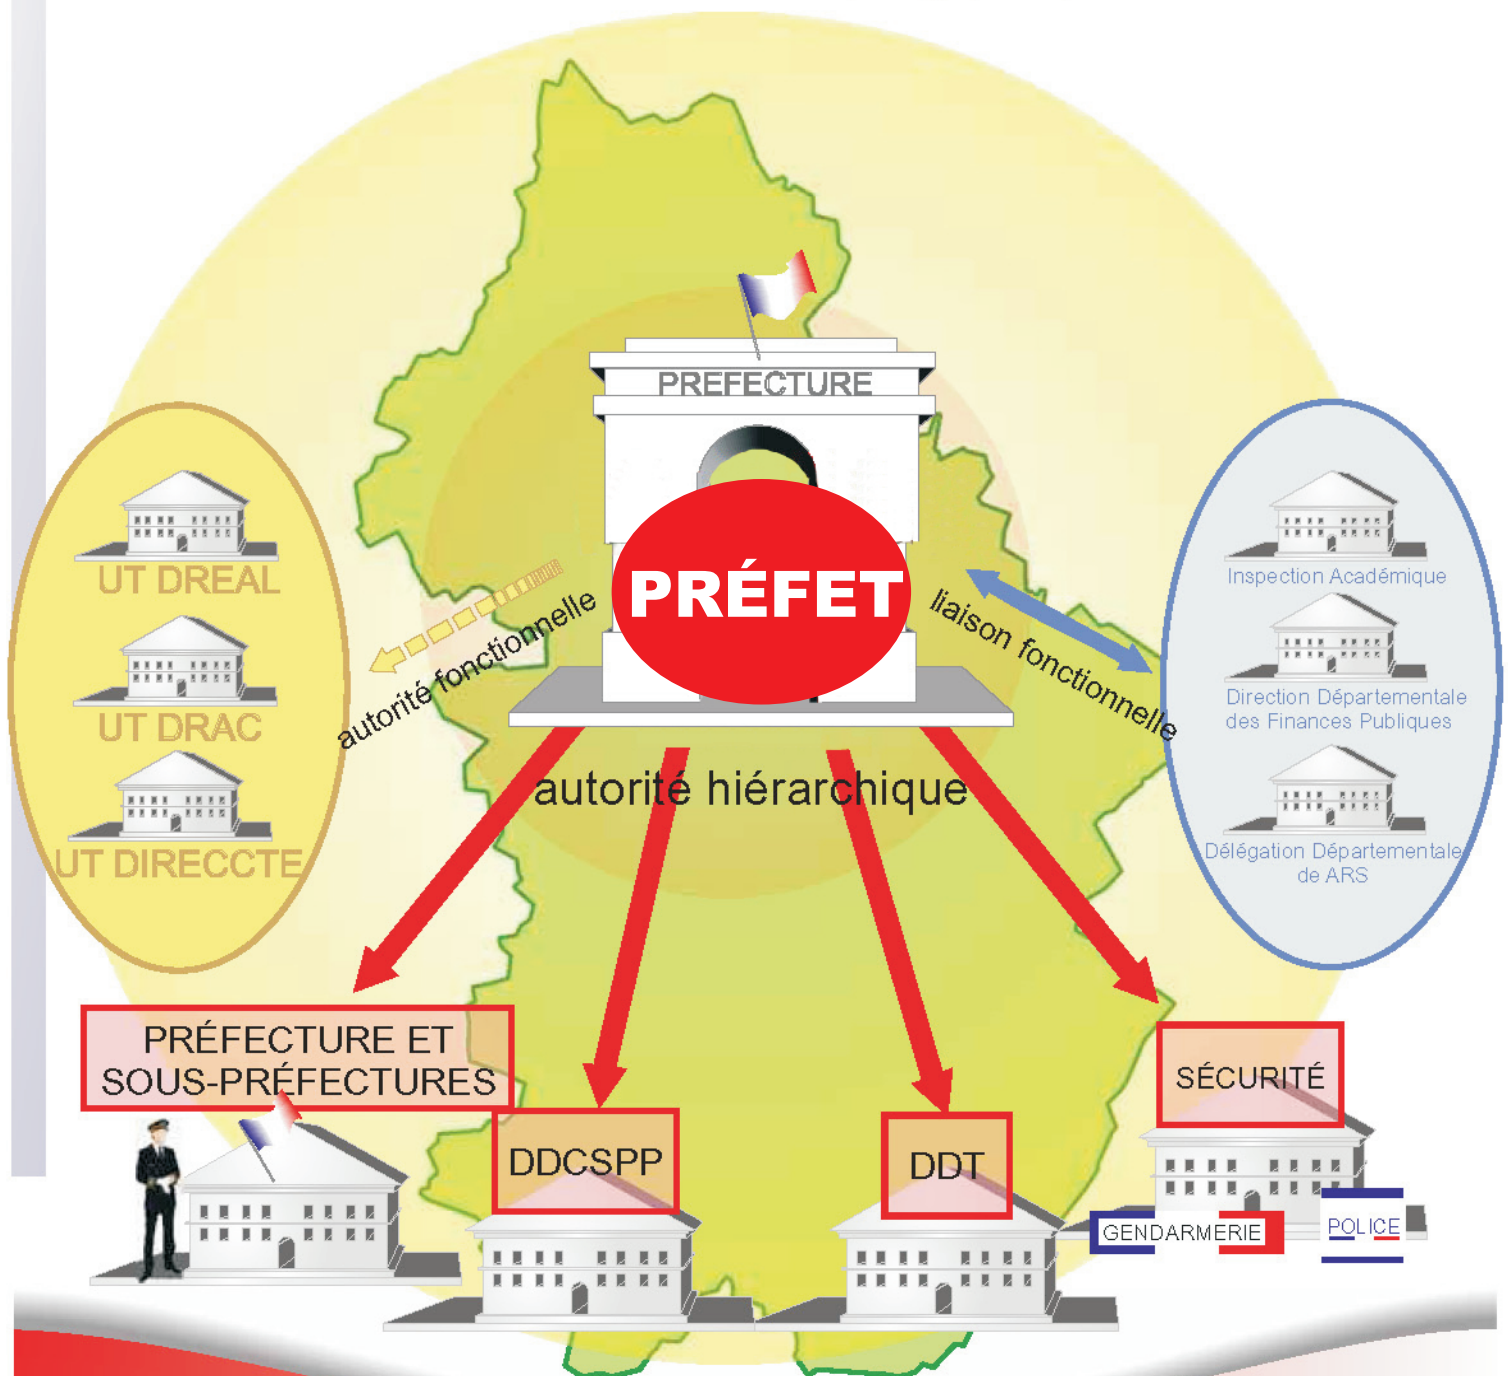 PREFECTURE
PRÉFET
UT DREAL
UT DRAC
UT DIRECCTE
autorité fonctionnelle
liaison fonctionnelle
Inspection Académique
Direction Départementale
des Finances Publiques
Délégation Départementale
de ARS
autorité hiérarchique
PRÉFECTURE ET
SOUS-PRÉFECTURES
DDCSPP
DDT
SÉCURITÉ
GENDARMERIE
POLICE